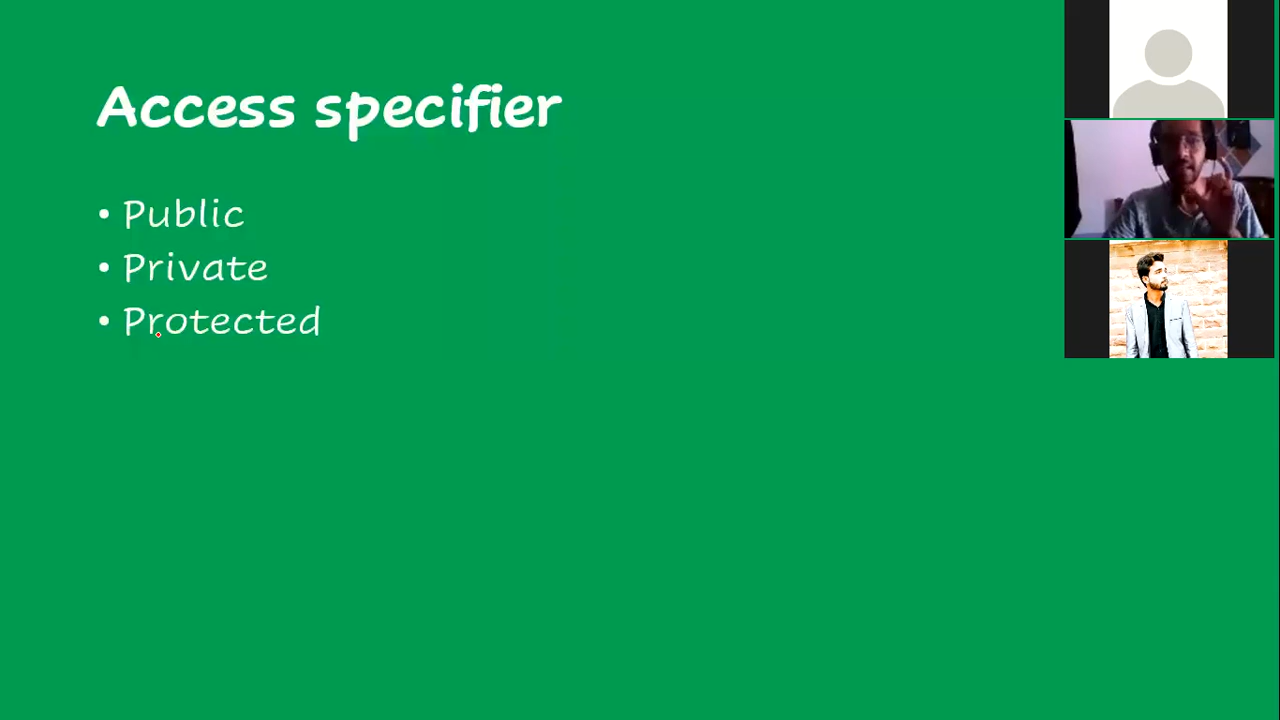 Access specifier
• Public
• Private
• Protected